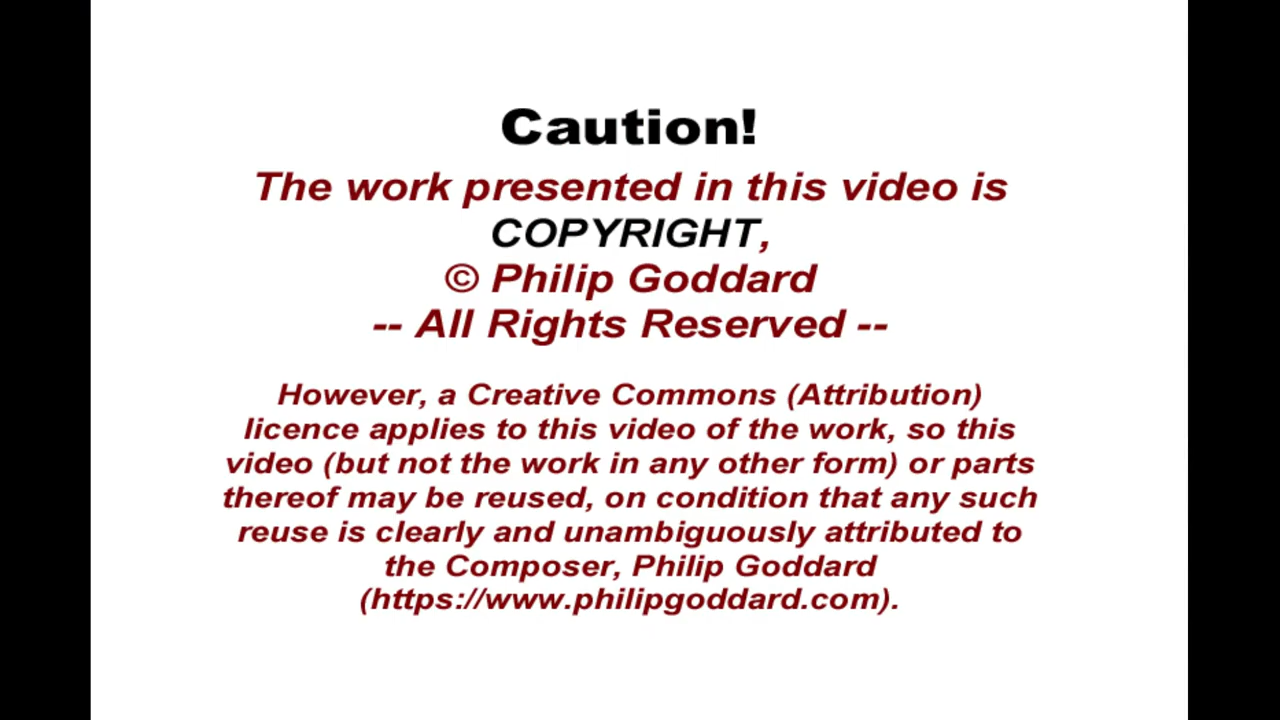 Caution!
The work presented in this video is
COPYRIGHT,
© Philip Goddard
-- All Rights Reserved --
However, a Creative Commons (Attribution)
licence applies to this video of the work, so this
video (but not the work in any other form) or parts
thereof may be reused, on condition that any such
reuse is clearly and unambiguously attributed to
the Composer, Philip Goddard
(https://www.philipgoddard.com).